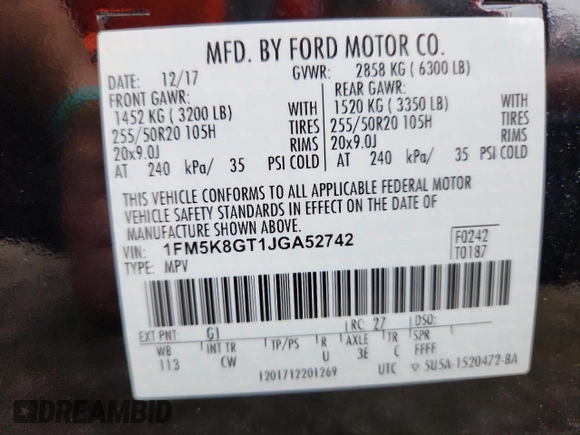 MFD. BY FORD MOTOR CO.
DATE: 12/17 GVWR: 2858 KG ( 6300 LB)
FRONT GAWR: REAR GAWR:
1452 KG ( 3200 LB) WITH 1520 KG ( 3350 LB) WITH
255/50R20 105H TIRES 255/50R20 105H TIRES
20x9.0J RIMS 20x9.0J RIMS
AT 240 kPa/ 35 PSI COLD AT 240 kPa/ 35 PSI COLD
THIS VEHICLE CONFORMS TO ALL APPLICABLE FEDERAL MOTOR
VEHICLE SAFETY STANDARDS IN EFFECT ON THE DATE OF
MANUFACTURE SHOWN ABOVE.
VIN: 1FM5K8GT1JGA52742 F0242
TYPE: MPV T0187
EXT PNT: G1 RC: 27 DSO:
WB INT TR TP/PS R AXLE TR SPR
113 CW U 3E C FFFF
1201712201269 UTC ▽ SU5A-1520472-BA
DREAMBID